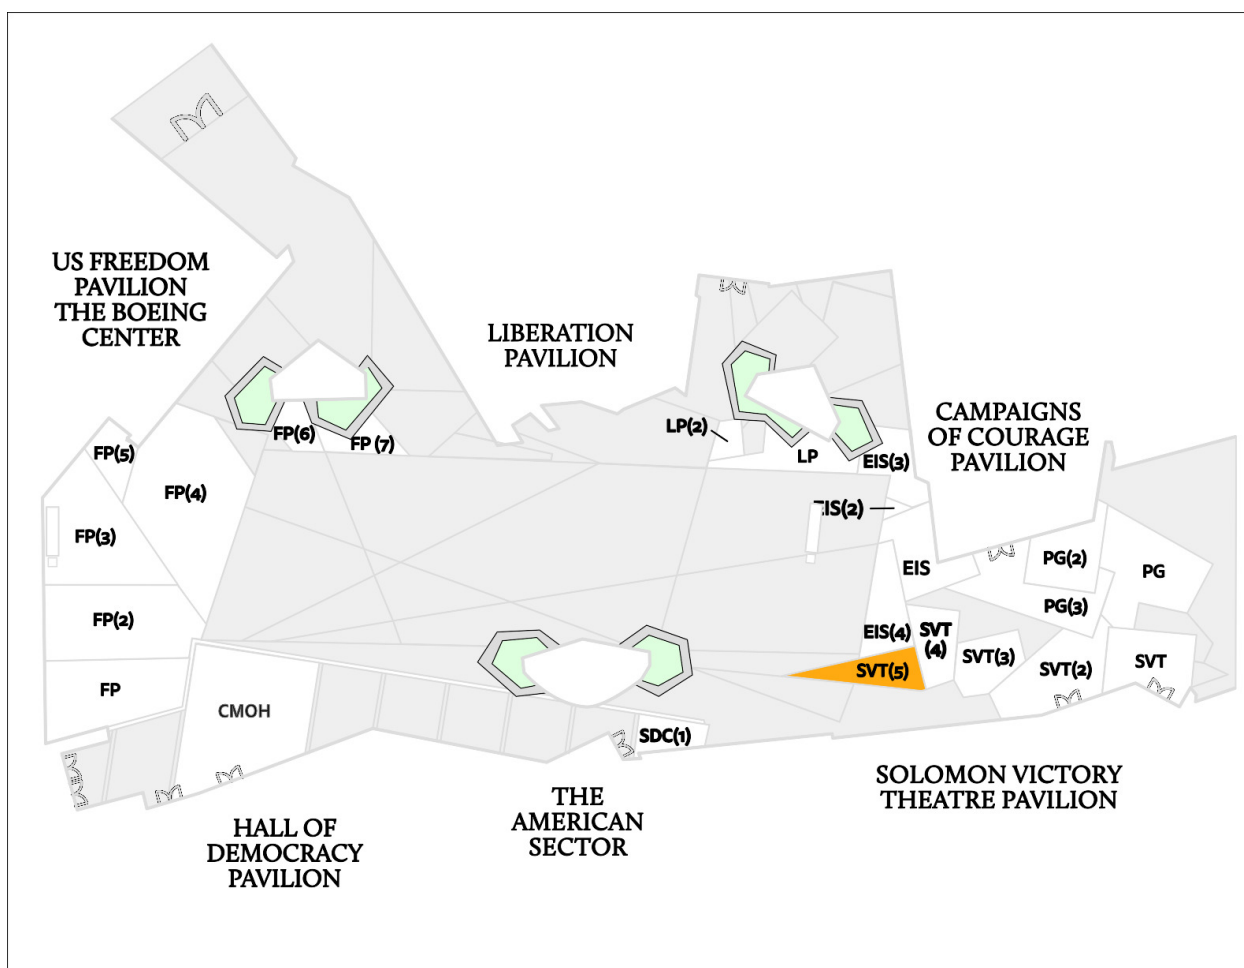 US FREEDOM
PAVILION
THE BOEING
CENTER
LIBERATION
PAVILION
CAMPAIGNS
OF COURAGE
PAVILION
FP(5)
FP(6)
FP (7)
LP(2)
LP
EIS(3)
FP(4)
EIS(2)
FP(3)
EIS
PG(2)
PG
PG(3)
FP(2)
EIS(4)
SVT
(4)
SVT(3)
SVT(5)
SVT(2)
SVT
FP
CMOH
SDC(1)
SOLOMON VICTORY
THEATRE PAVILION
THE
AMERICAN
SECTOR
HALL OF
DEMOCRACY
PAVILION